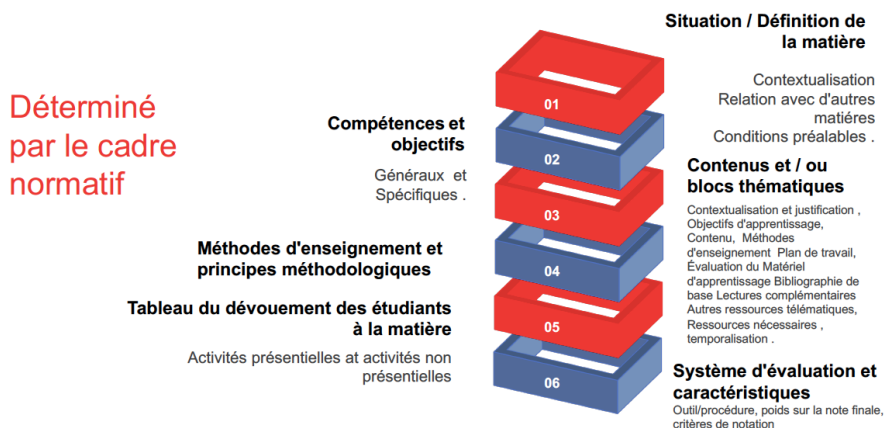 Déterminé
par le cadre
normatif
01
Situation / Définition de
la matière
Contextualisation
Relation avec d'autres
matiéres
Conditions préalables .
02
Compétences et
objectifs
Généraux et
Spécifiques .
03
Contenus et / ou
blocs thématiques
Contextualisation et justification ,
Objectifs d'apprentissage,
Contenu, Méthodes
d'enseignement Plan de travail,
Évaluation du Matériel
d'apprentissage Bibliographie de
base Lectures complémentaires
Autres ressources télématiques,
Ressources nécessaires ,
temporalisation .
04
Méthodes d'enseignement et
principes méthodologiques
05
Tableau du dévouement des étudiants
à la matière
Activités présentielles at activités non
présentielles
06
Système d'évaluation et
caractéristiques
Outil/procédure, poids sur la note finale,
critères de notation